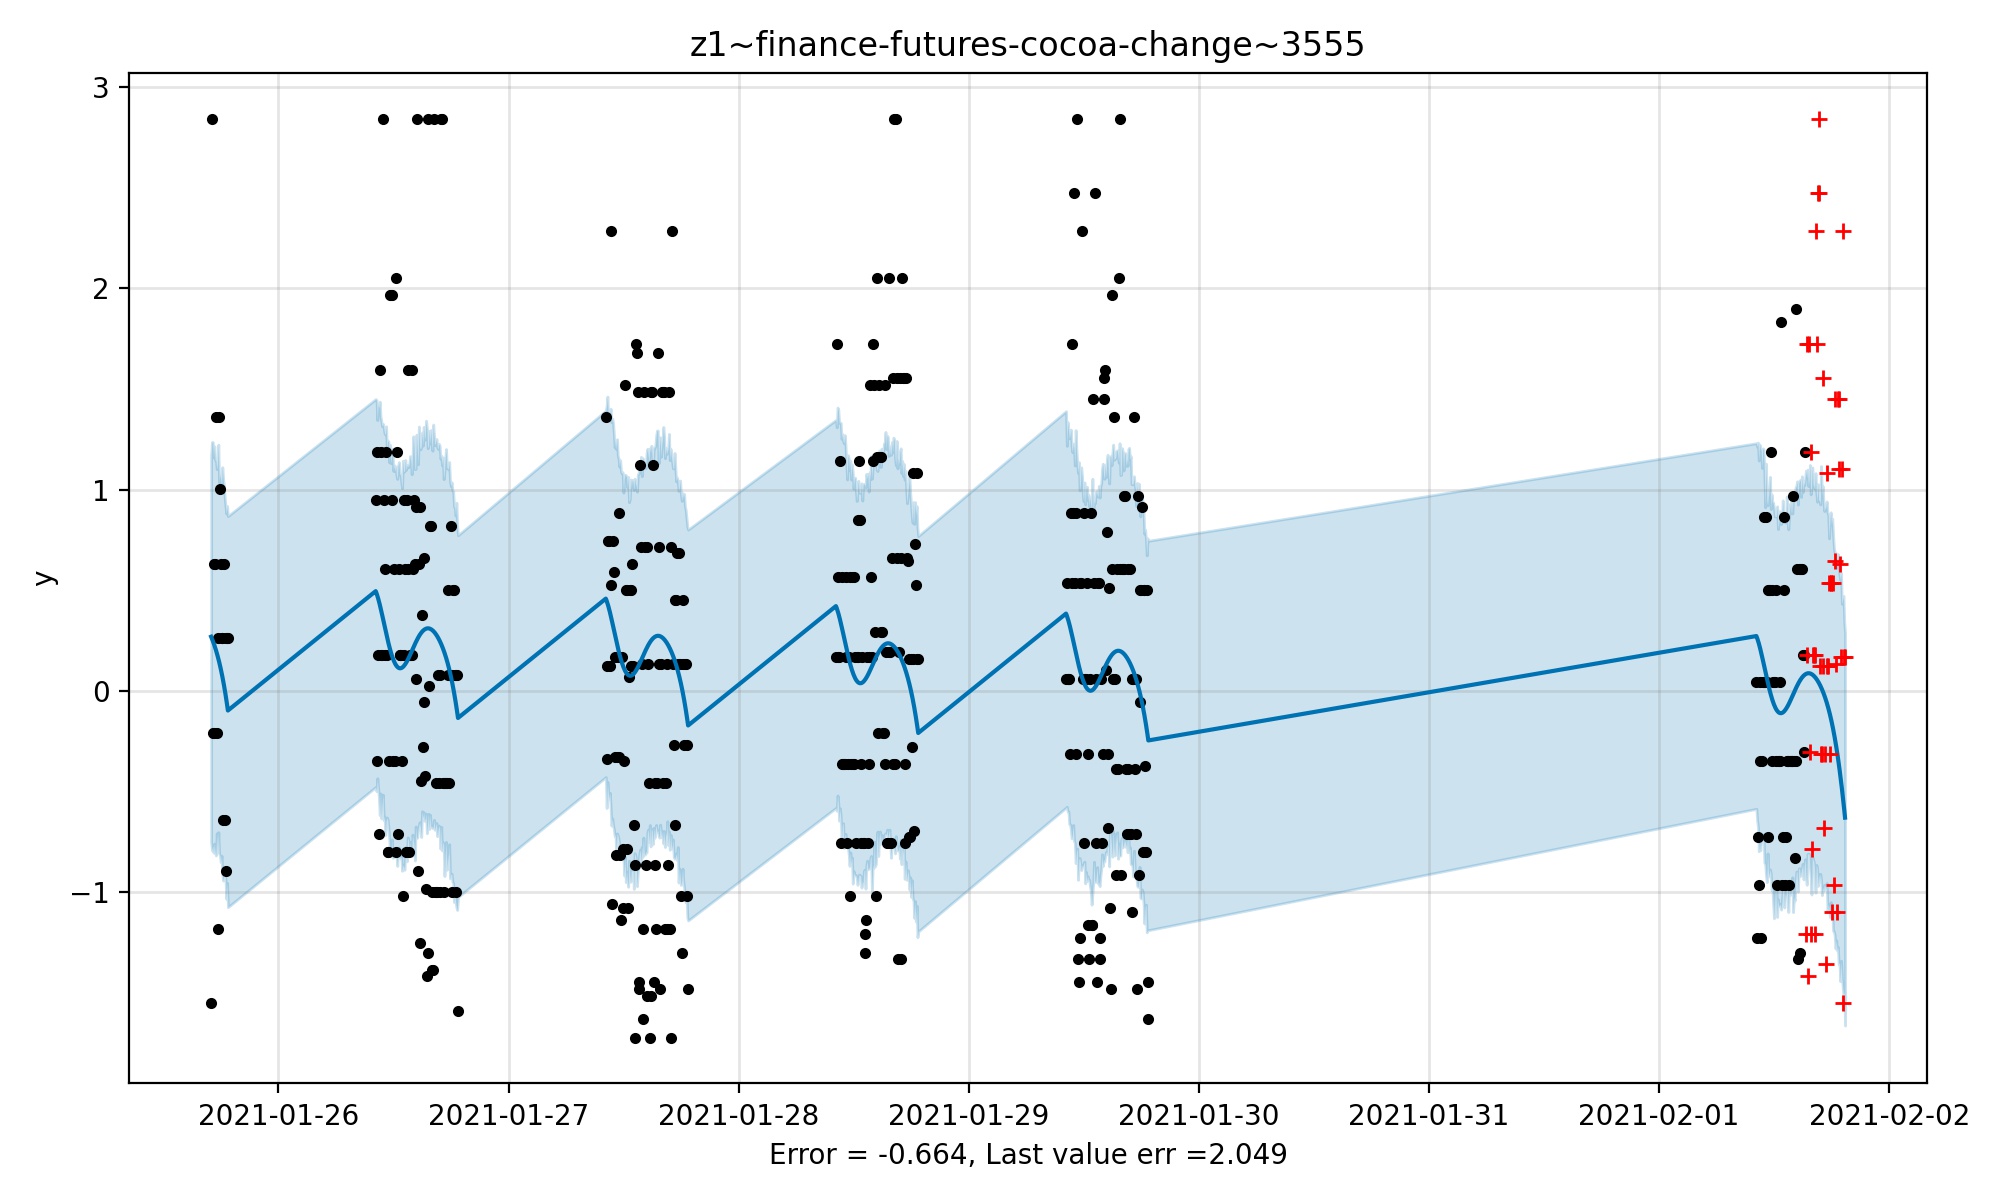 z1~finance-futures-cocoa-change~3555
3
2
1
0
−1
y
2021-01-26 2021-01-27 2021-01-28 2021-01-29 2021-01-30 2021-01-31 2021-02-01 2021-02-02
Error = -0.664, Last value err =2.049